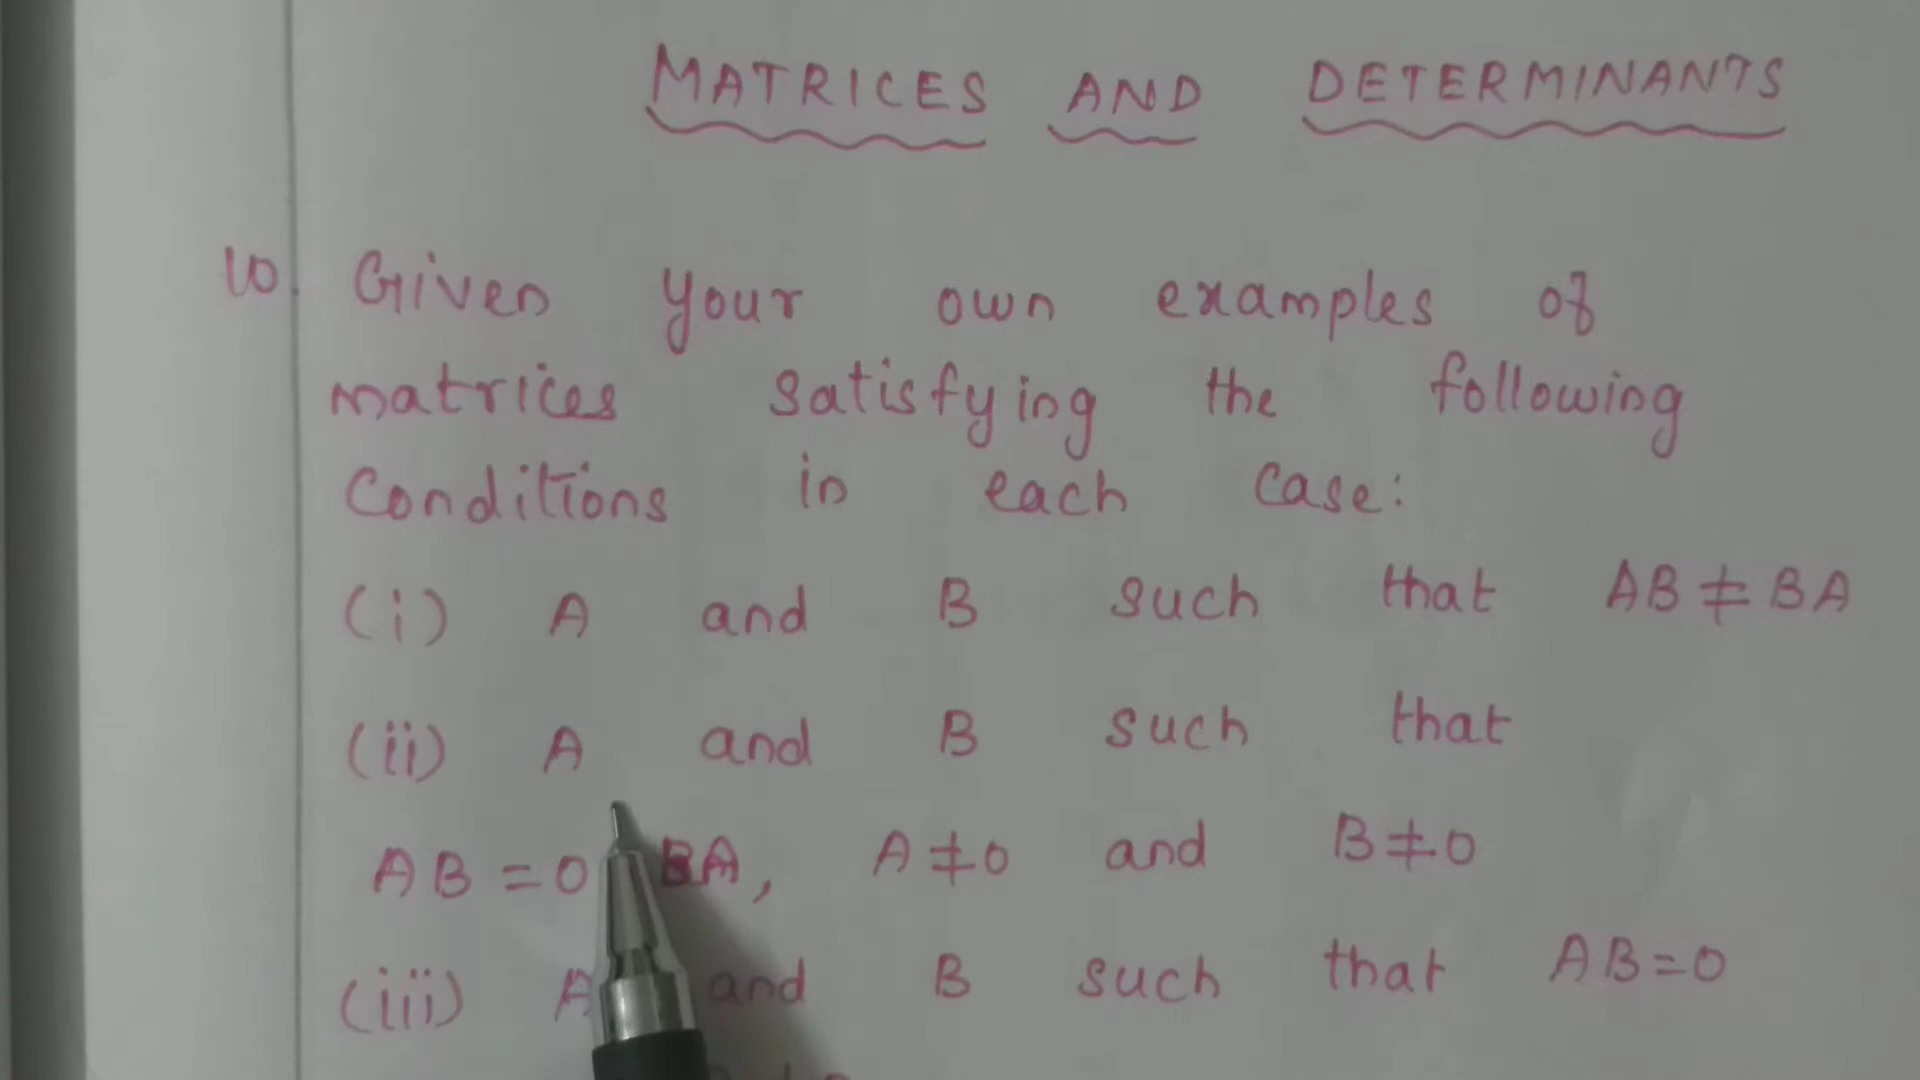 MATRICES AND DETERMINANTS
10. Given your own examples of
matrices satisfying the following
Conditions in each case:
(i) A and B such that AB ≠ BA
(ii) A and B such that
AB = 0 BA, A ≠ 0 and B ≠ 0
(iii) A and B such that AB = 0